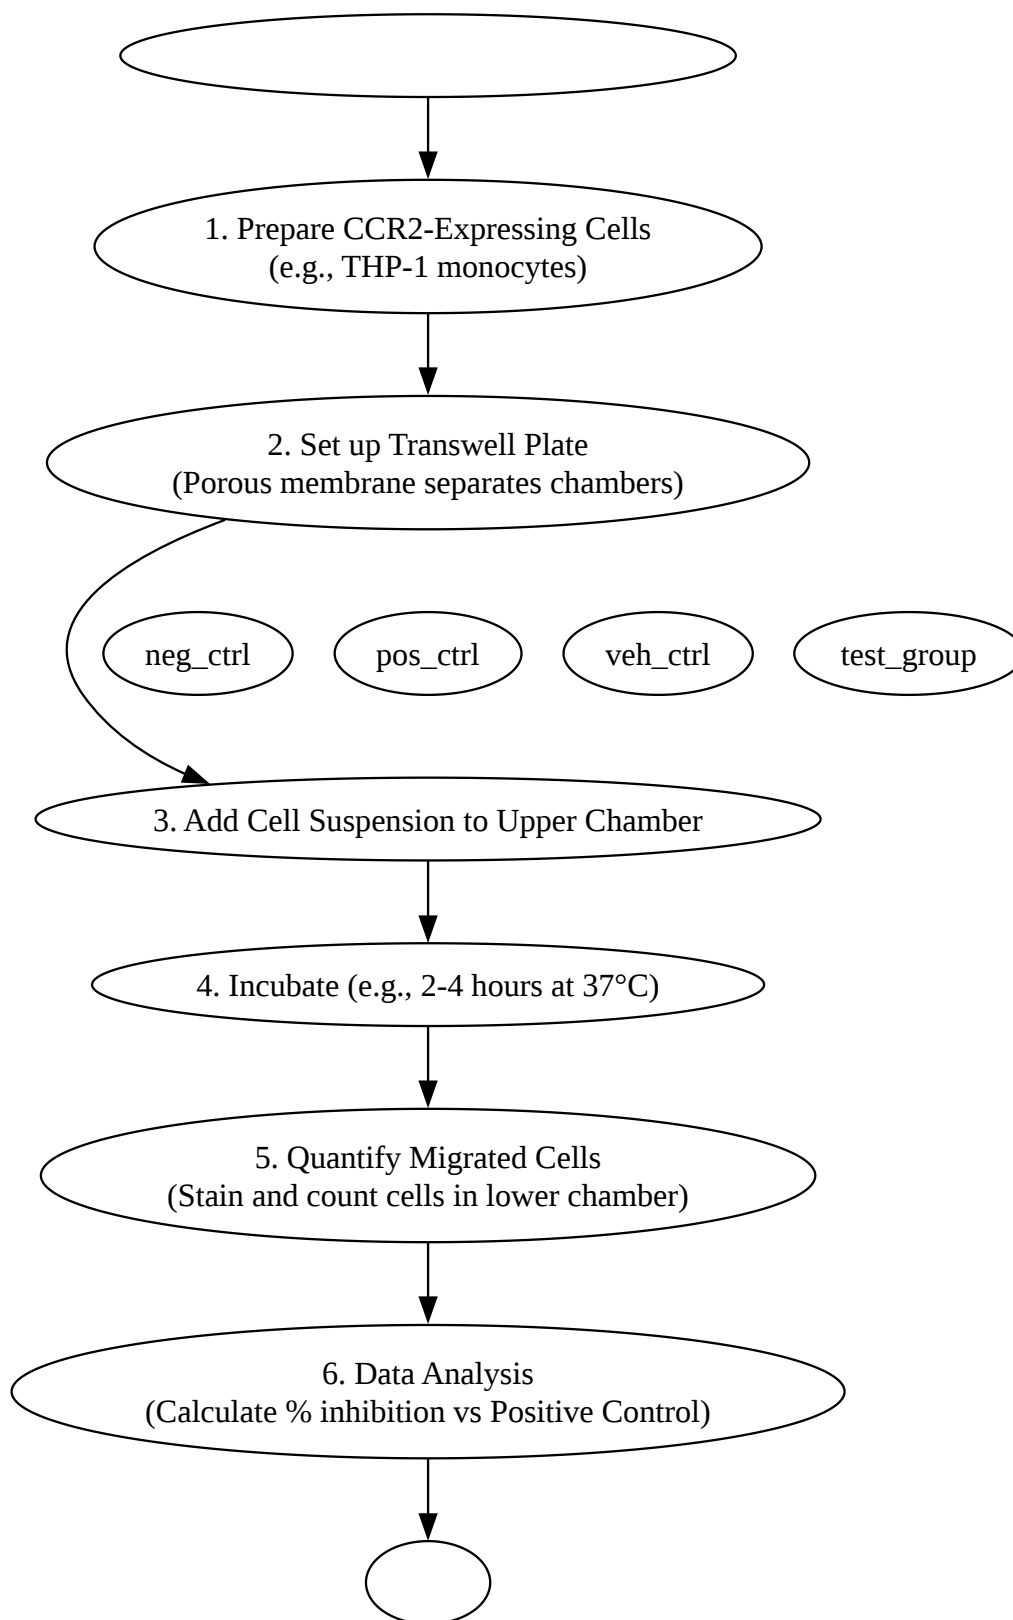 1. Prepare CCR2-Expressing Cells
(e.g., THP-1 monocytes)
2. Set up Transwell Plate
(Porous membrane separates chambers)
neg_ctrl
pos_ctrl
veh_ctrl
test_group
3. Add Cell Suspension to Upper Chamber
4. Incubate (e.g., 2-4 hours at 37°C)
5. Quantify Migrated Cells
(Stain and count cells in lower chamber)
6. Data Analysis
(Calculate % inhibition vs Positive Control)